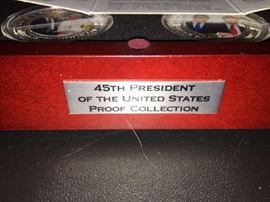 45TH PRESIDENT
OF THE UNITED STATES
PROOF COLLECTION